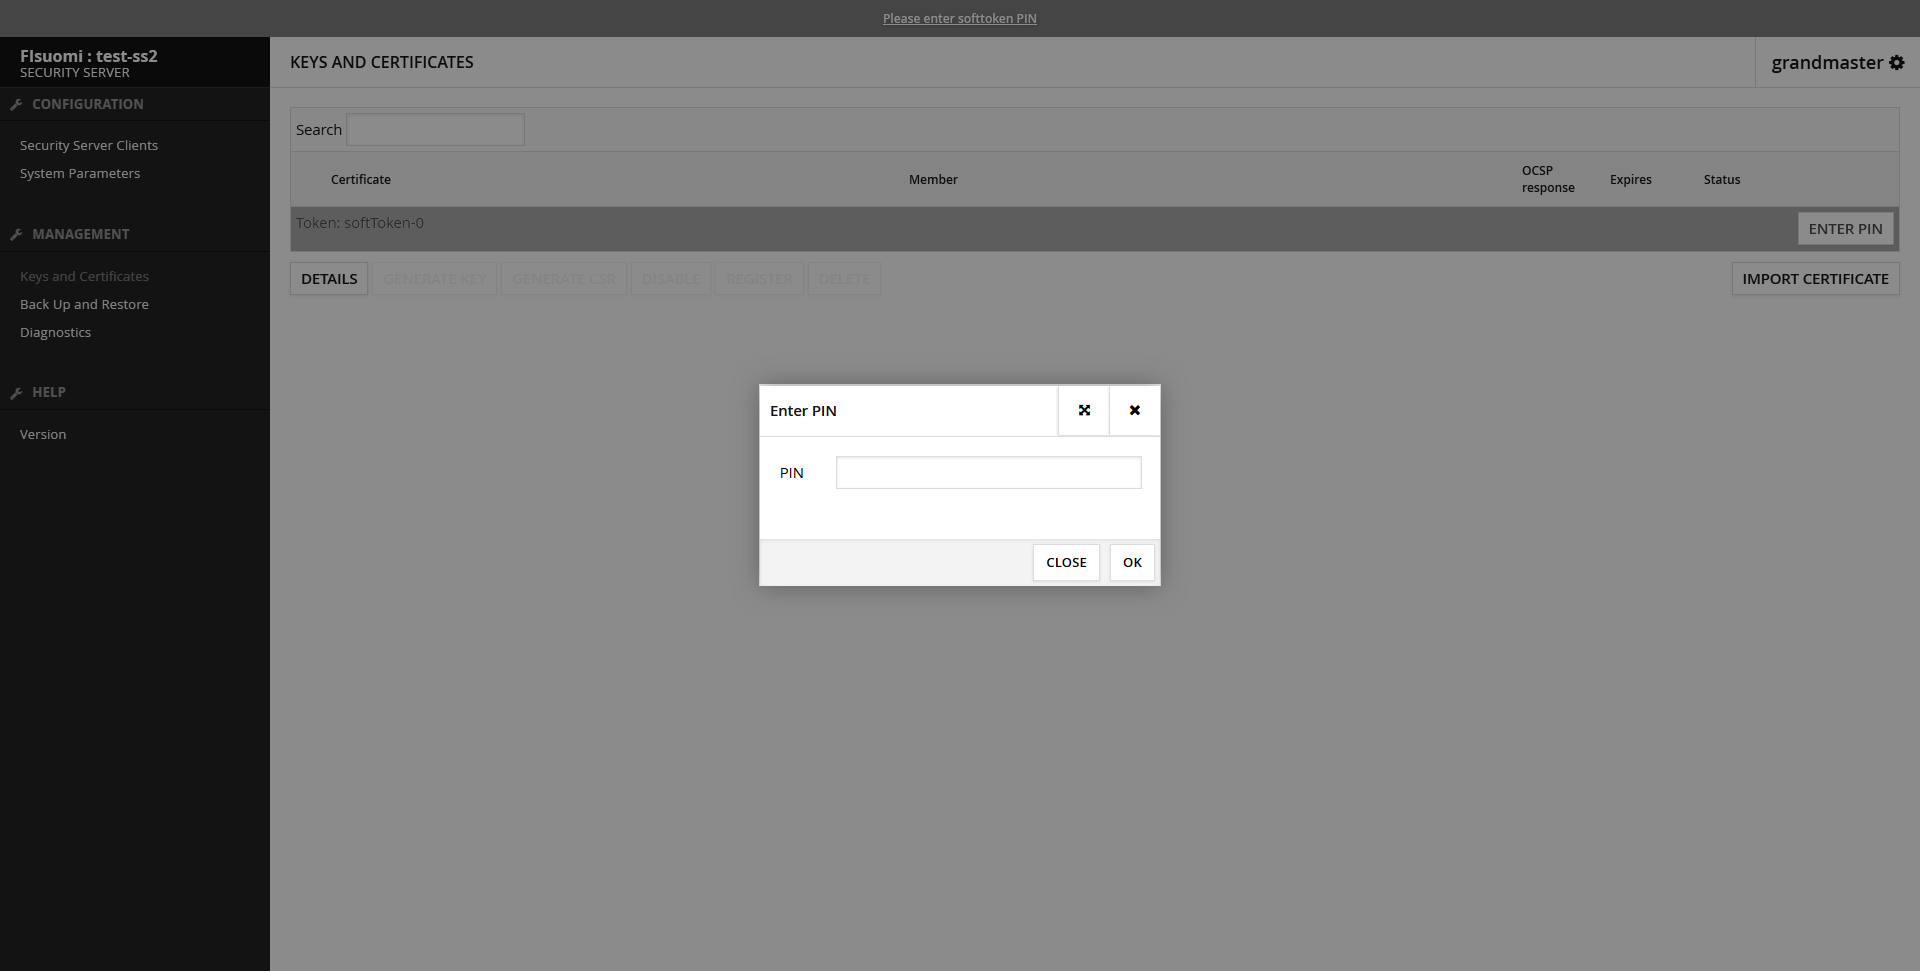 Please enter softtoken PIN
FIsuomi : test-ss2
SECURITY SERVER
CONFIGURATION
Security Server Clients
System Parameters
MANAGEMENT
Keys and Certificates
Back Up and Restore
Diagnostics
HELP
Version
KEYS AND CERTIFICATES
grandmaster
Search
Certificate
Member
OCSP
response
Expires
Status
Token: softToken-0
ENTER PIN
DETAILS
GENERATE KEY
GENERATE CSR
DISABLE
REGISTER
DELETE
IMPORT CERTIFICATE
Enter PIN
PIN
CLOSE
OK